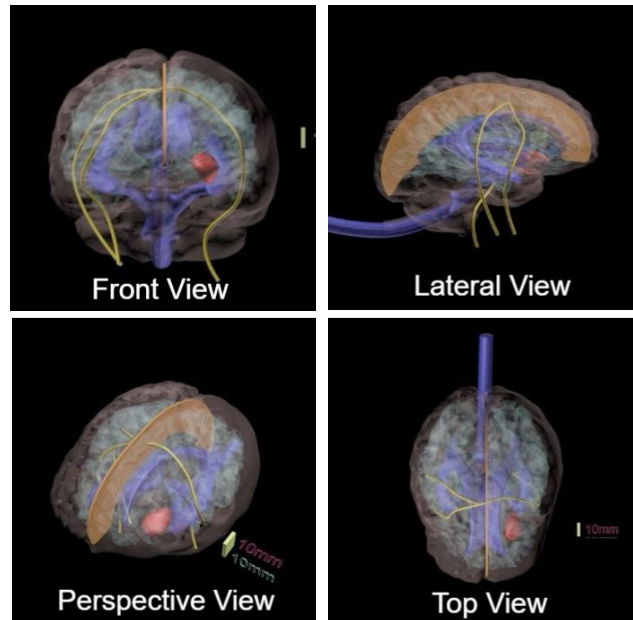 Front View
Lateral View
10mm
10mm
Perspective View
10mm
Top View